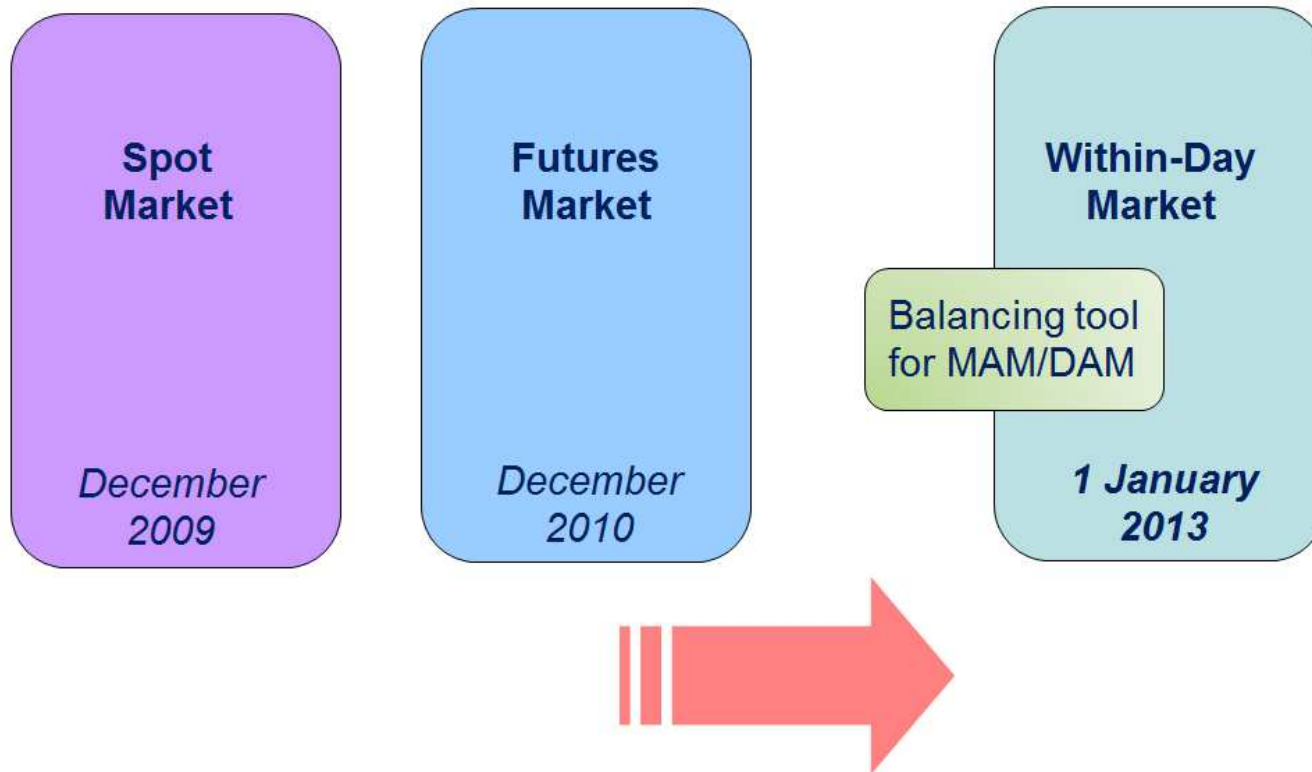 Spot
Market
December
2009
Futures
Market
December
2010
Within-Day
Market
Balancing tool
for MAM/DAM
1 January
2013